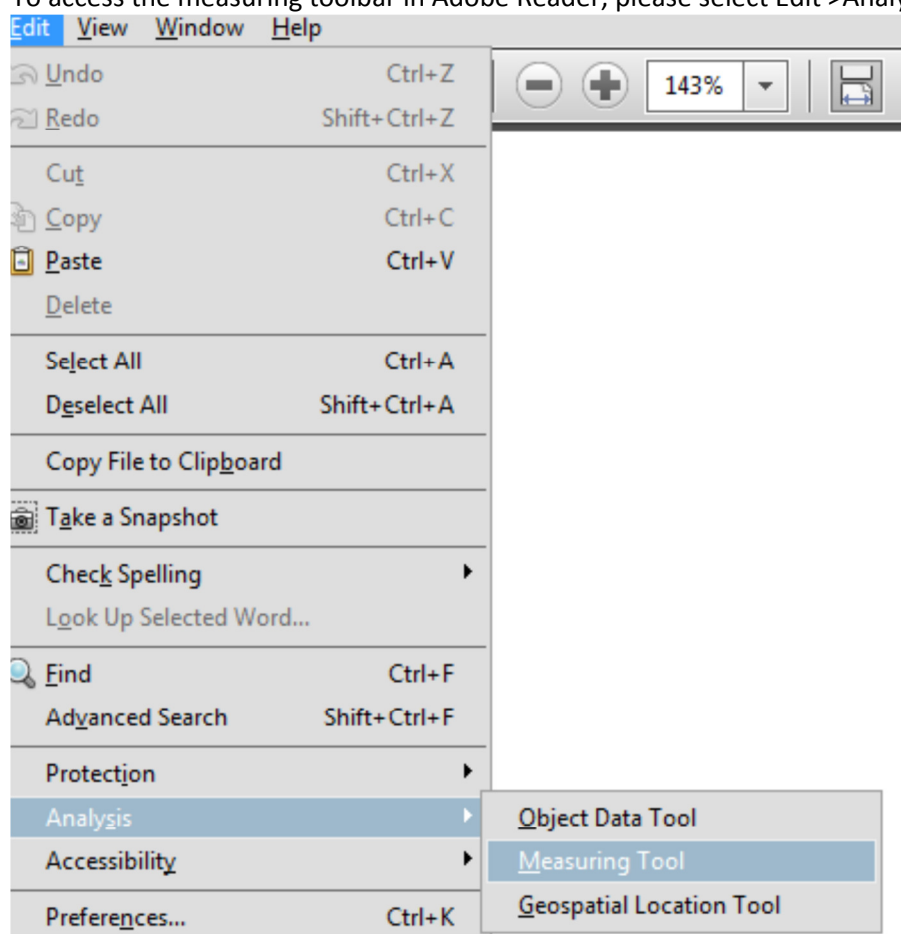 To access the measuring toolbar in Adobe Reader, please select Edit >
Edit View Window Help
Undo Ctrl+Z
143%
Redo Shift+Ctrl+Z
Cut Ctrl+X
Copy Ctrl+C
Paste Ctrl+V
Delete
Select All Ctrl+A
Deselect All Shift+Ctrl+A
Copy File to Clipboard
Take a Snapshot
Check Spelling
Look Up Selected Word...
Find Ctrl+F
Advanced Search Shift+Ctrl+F
Protection
Analysis
Object Data Tool
Accessibility
Measuring Tool
Preferences... Ctrl+K
Geospatial Location Tool